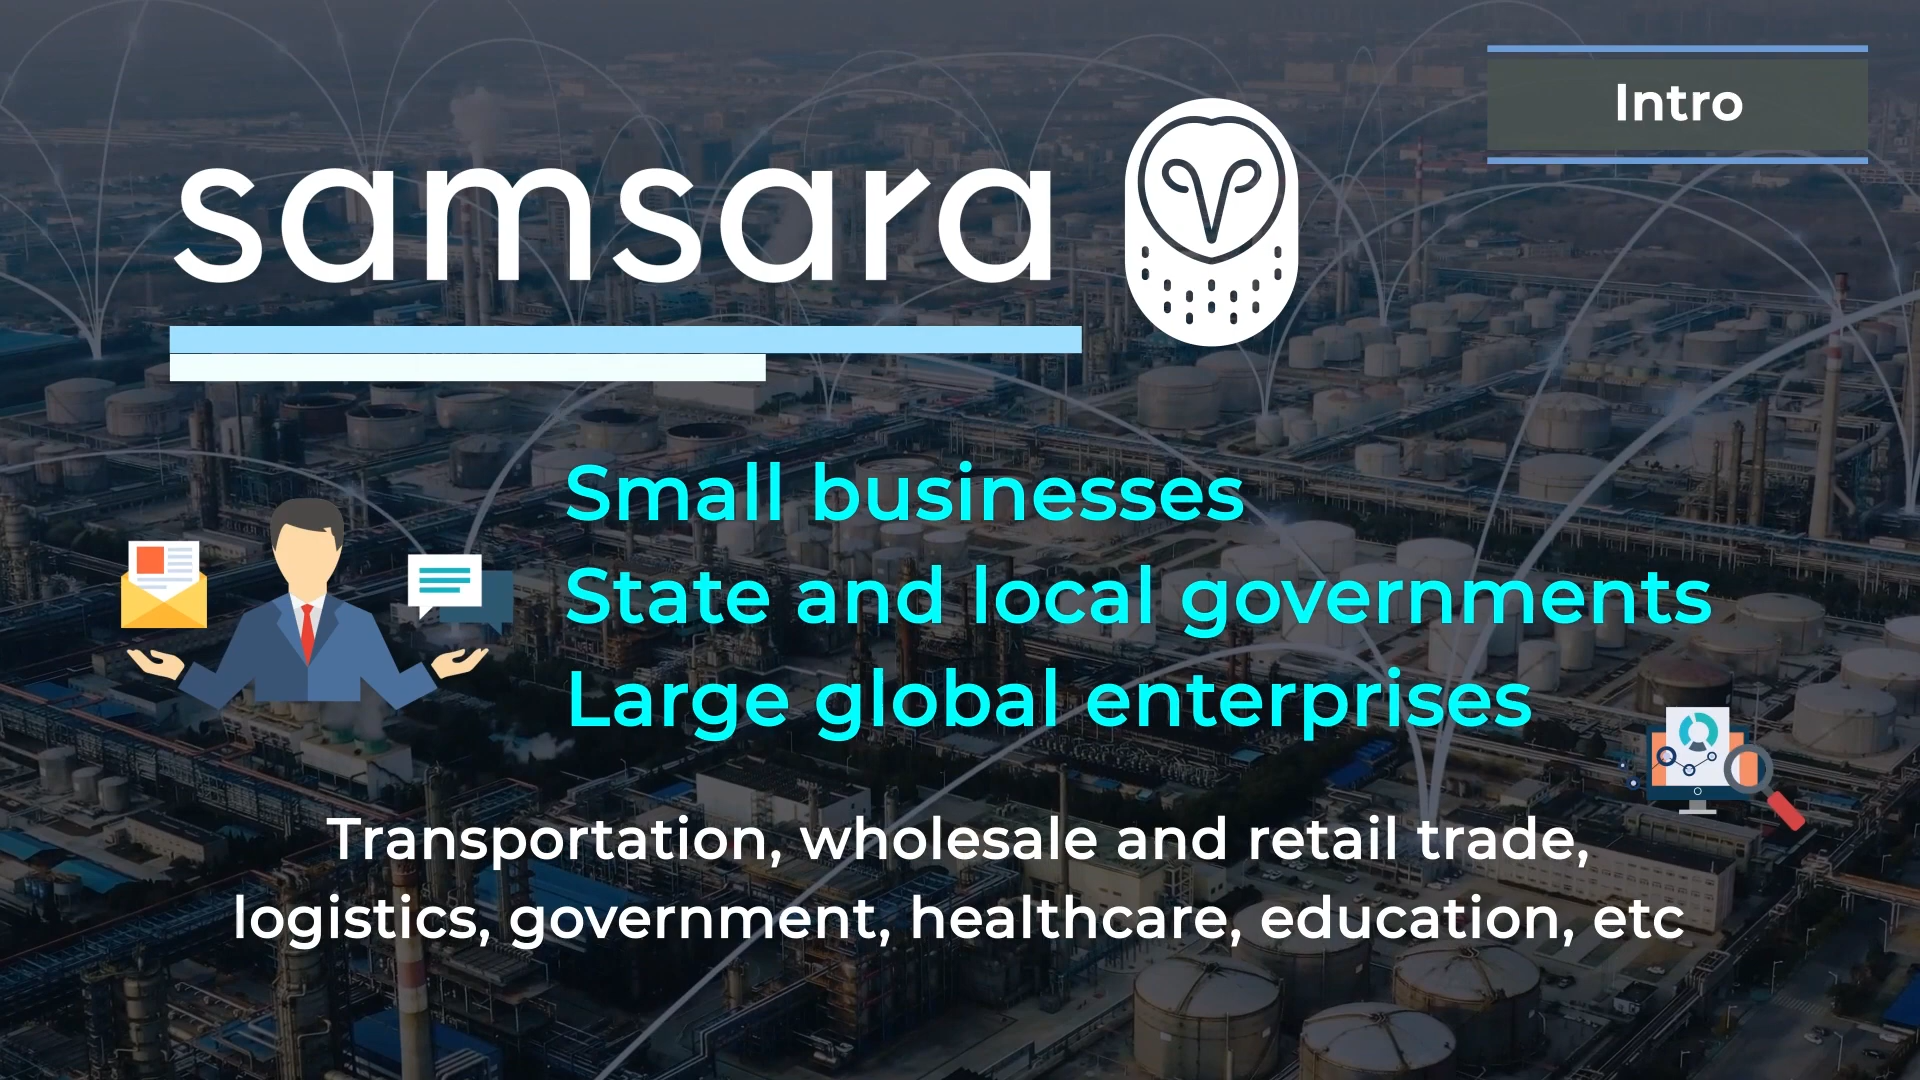 Intro
samsara
Small businesses
State and local governments
Large global enterprises
Transportation, wholesale and retail trade,
logistics, government, healthcare, education, etc